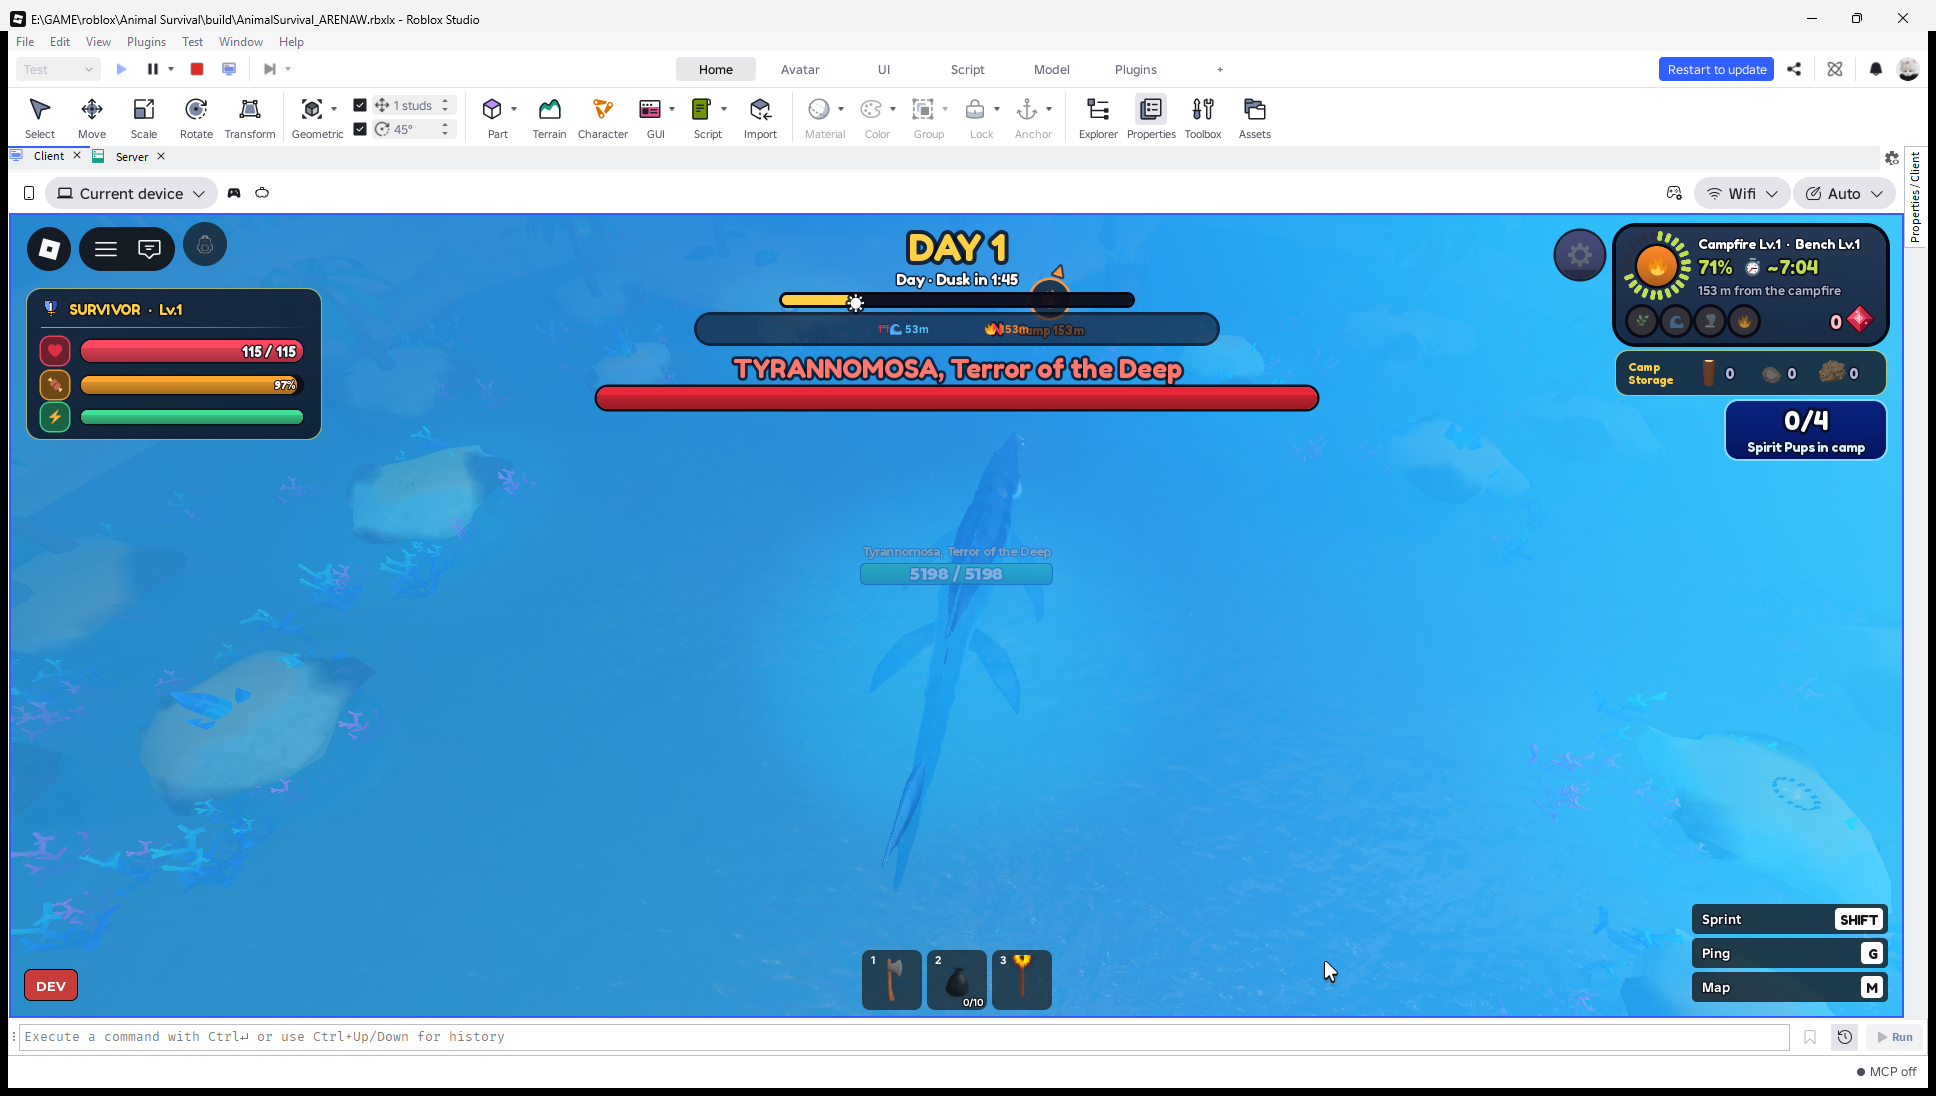 E:\GAME\roblox\Animal Survival\build\AnimalSurvival_ARENAW.rbxlx - Roblox Studio
File Edit View Plugins Test Window Help
Test
Home Avatar UI Script Model Plugins +
Restart to update
1 studs
45°
Select Move Scale Rotate Transform Geometric Part Terrain Character GUI Script Import Material Color Group Lock Anchor Explorer Properties Toolbox Assets
Client Server
Properties / Client
Current device
Wifi
Auto
DAY 1
Day · Dusk in 1:45
53m
153m
153m
TYRANNOMOSA, Terror of the Deep
SURVIVOR · Lv.1
115 / 115
97%
Campfire Lv.1 · Bench Lv.1
71% ~7:04
153 m from the campfire
0
Camp Storage
0 0 0
0/4
Spirit Pups in camp
Tyrannomosa, Terror of the Deep
5198 / 5198
Sprint SHIFT
Ping G
Map M
DEV
1
2
0/10
3
Execute a command with Ctrl↵ or use Ctrl+Up/Down for history
Run
MCP off